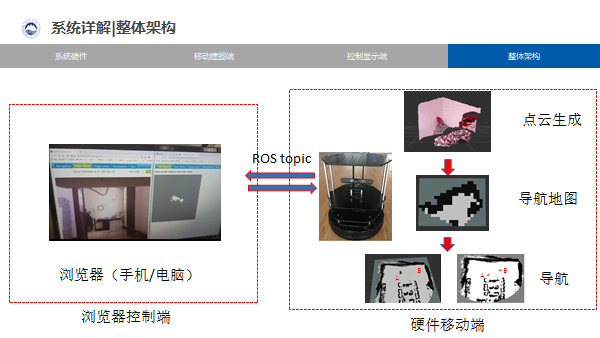 系统详解|整体架构
系统硬件
移动建图端
控制显示端
整体架构
ROS topic
点云生成
导航地图
A
B
A
B
导航
浏览器（手机/电脑）
浏览器控制端
硬件移动端